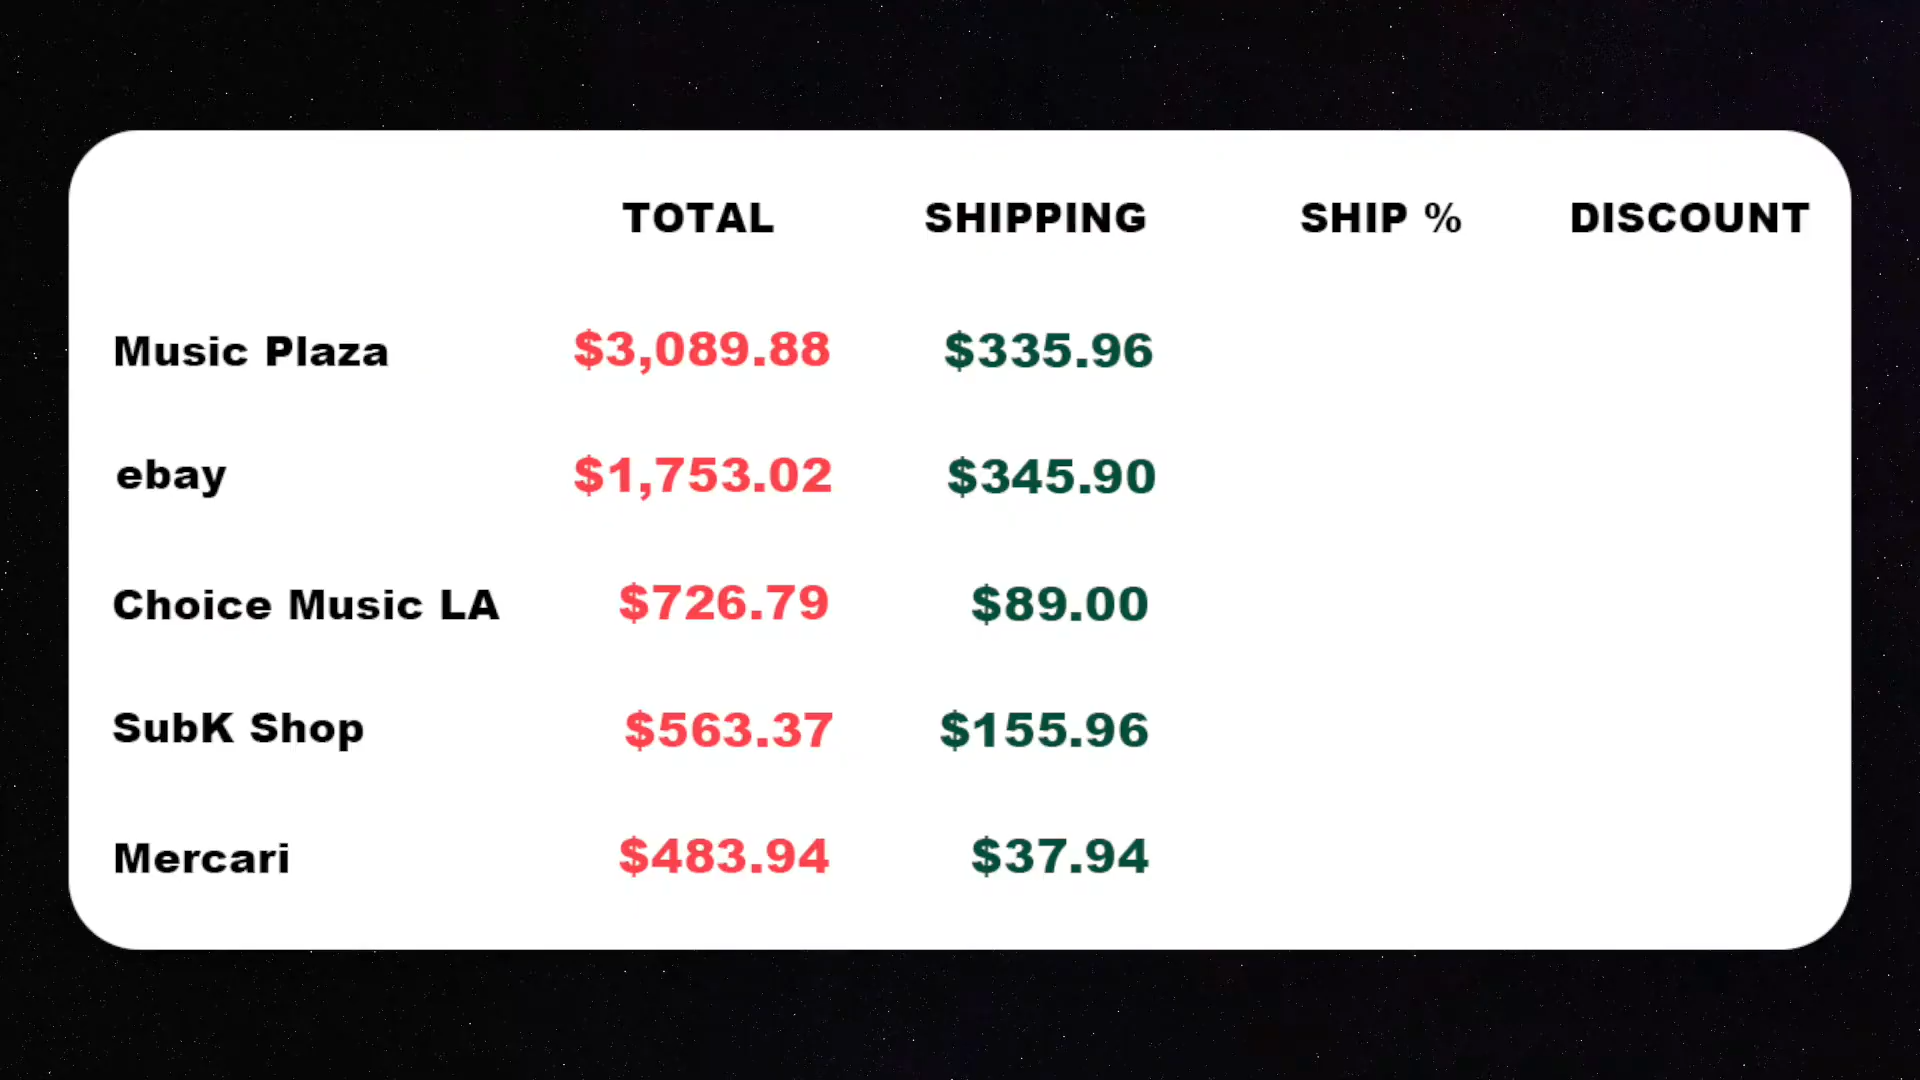 TOTAL SHIPPING SHIP % DISCOUNT
Music Plaza $3,089.88 $335.96
ebay $1,753.02 $345.90
Choice Music LA $726.79 $89.00
SubK Shop $563.37 $155.96
Mercari $483.94 $37.94